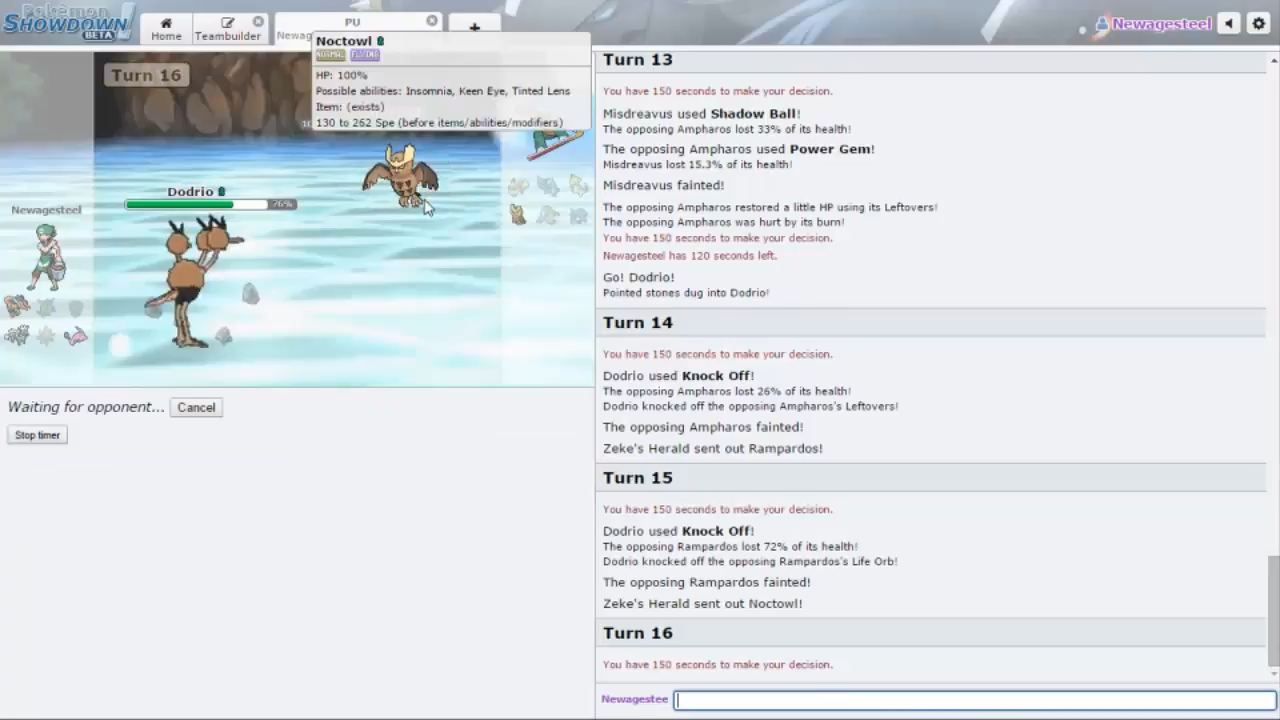 Pokémon
SHOWDOWN!
BETA
Home
Teambuilder
PU
Newag
+
Newagesteel
Noctowl
NORMAL FLYING
HP: 100%
Possible abilities: Insomnia, Keen Eye, Tinted Lens
Item: (exists)
130 to 262 Spe (before items/abilities/modifiers)
Turn 16
Dodrio
76%
Newagesteel
Waiting for opponent... Cancel
Stop timer
Turn 13
You have 150 seconds to make your decision.
Misdreavus used Shadow Ball!
The opposing Ampharos lost 33% of its health!
The opposing Ampharos used Power Gem!
Misdreavus lost 15.3% of its health!
Misdreavus fainted!
The opposing Ampharos restored a little HP using its Leftovers!
The opposing Ampharos was hurt by its burn!
You have 150 seconds to make your decision.
Newagesteel has 120 seconds left.
Go! Dodrio!
Pointed stones dug into Dodrio!
Turn 14
You have 150 seconds to make your decision.
Dodrio used Knock Off!
The opposing Ampharos lost 26% of its health!
Dodrio knocked off the opposing Ampharos's Leftovers!
The opposing Ampharos fainted!
Zeke's Herald sent out Rampardos!
Turn 15
You have 150 seconds to make your decision.
Dodrio used Knock Off!
The opposing Rampardos lost 72% of its health!
Dodrio knocked off the opposing Rampardos's Life Orb!
The opposing Rampardos fainted!
Zeke's Herald sent out Noctowl!
Turn 16
You have 150 seconds to make your decision.
Newagestee